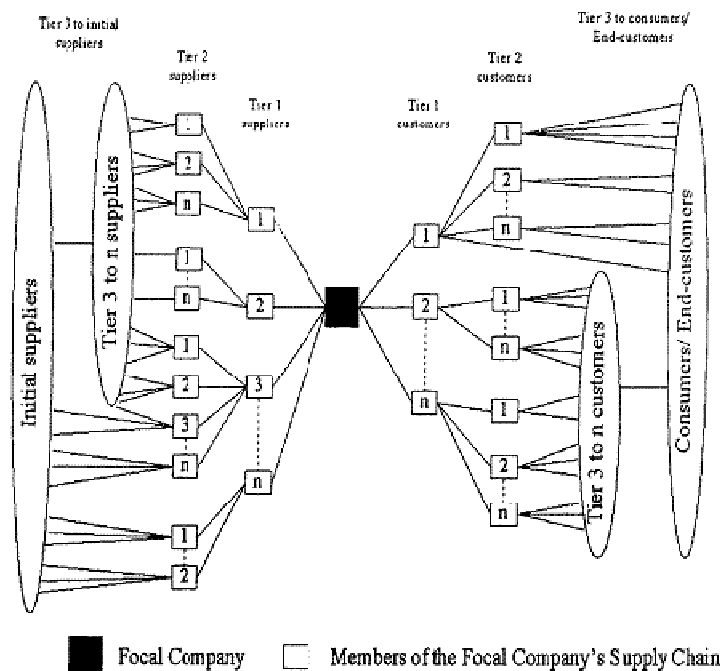 Tier 3 to initial
suppliers
Tier 2
suppliers
Tier 1
suppliers
Tier 1
customers
Tier 2
customers
Tier 3 to consumers/
End-customers
Initial suppliers
Tier 3 to n suppliers
2
n
1
n
1
2
3
n
1
2
1
2
3
n
1
2
n
1
2
n
1
n
1
2
n
Tier 3 to n customers
Consumers/ End-customers
Focal Company
Members of the Focal Company's Supply Chain